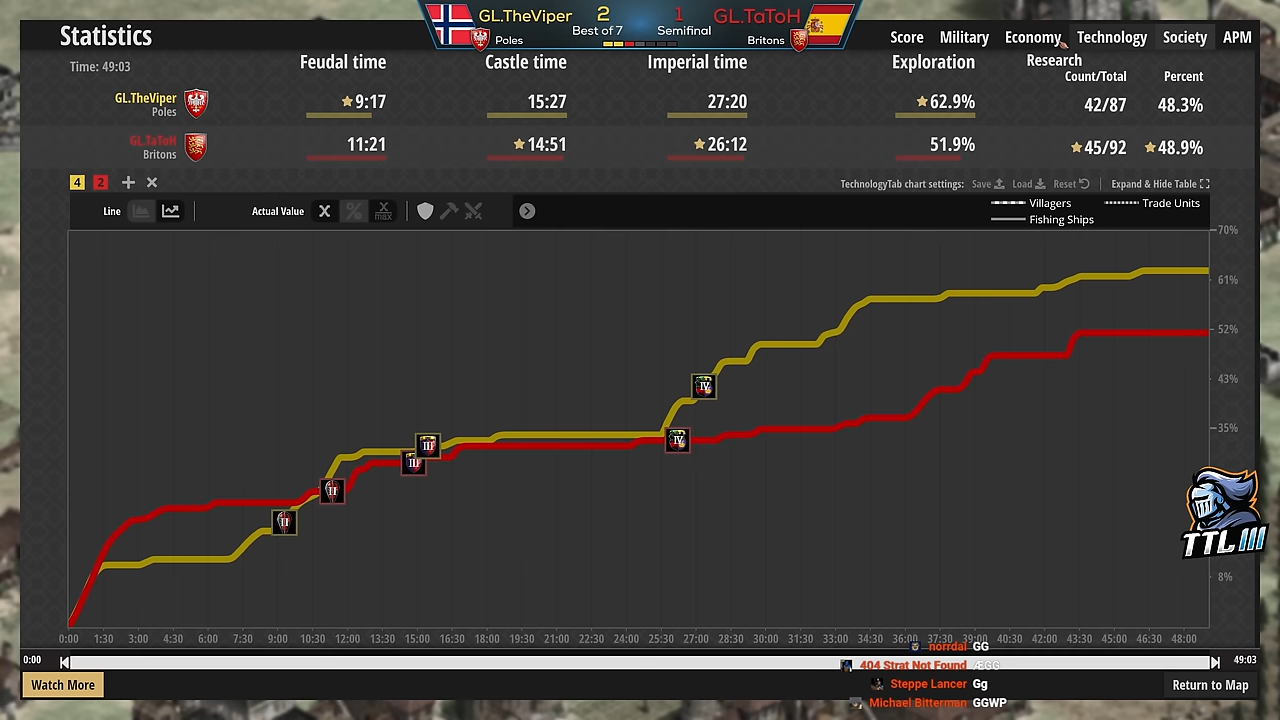 GL.TheViper 2 1 GL.TaToH
Best of 7 Semifinal
Poles Britons
Statistics
Score Military Economy Technology Society APM
Time: 49:03
Feudal time Castle time Imperial time Exploration Research
Count/Total Percent
GL.TheViper
Poles
9:17 15:27 27:20 62.9% 42/87 48.3%
GL.TaToH
Britons
11:21 14:51 26:12 51.9% 45/92 48.9%
4 2
TechnologyTab chart settings: Save Load Reset Expand & Hide Table
Line Actual Value X % X max
Villagers Trade Units
Fishing Ships
70%
61%
52%
43%
35%
8%
IV
IV
III
III
II
II
TTL III
0:00 1:30 3:00 4:30 6:00 7:30 9:00 10:30 12:00 13:30 15:00 16:30 18:00 19:30 21:00 22:30 24:00 25:30 27:00 28:30 30:00 31:30 33:00 34:30 36:00 37:30 39:00 40:30 42:00 43:30 45:00 46:30 48:00
norrdal GG
0:00 49:03
404 Strat Not Found ÆGG
Steppe Lancer Gg
Michael Bitterman GGWP
Watch More Return to Map